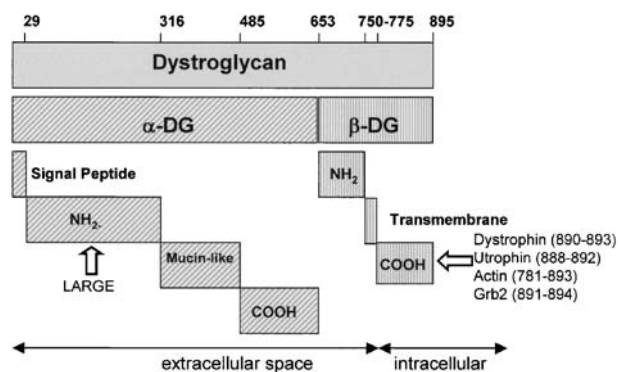 29 316 485 653 750-775 895
Dystroglycan
α-DG β-DG
Signal Peptide NH2
NH2- Transmembrane
Dystrophin (890-893)
Mucin-like COOH Utrophin (888-892)
LARGE Actin (781-893)
COOH Grb2 (891-894)
extracellular space intracellular